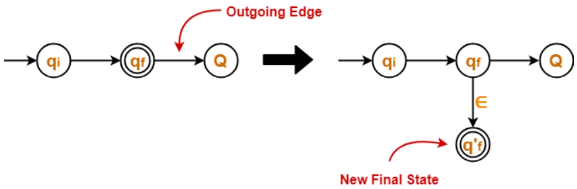 Outgoing Edge
qi
qf
Q
qi
qf
Q
∈
q'f
New Final State